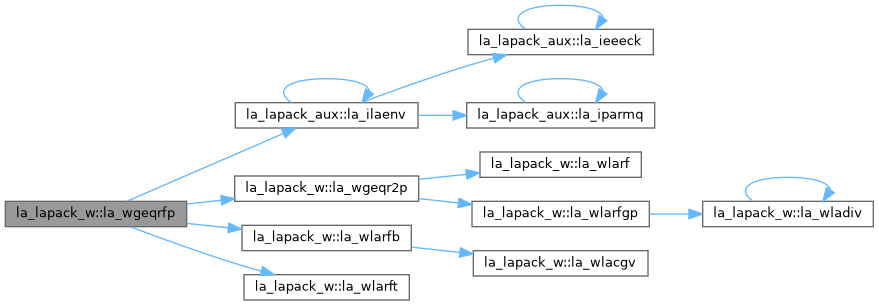 la_lapack_aux::la_ieeeck
la_lapack_aux::la_ilaenv
la_lapack_aux::la_iparmq
la_lapack_w::la_wlarf
la_lapack_w::la_wgeqr2p
la_lapack_w::la_wgeqrfp
la_lapack_w::la_wlarfgp
la_lapack_w::la_wladiv
la_lapack_w::la_wlarfb
la_lapack_w::la_wlacgv
la_lapack_w::la_wlarft